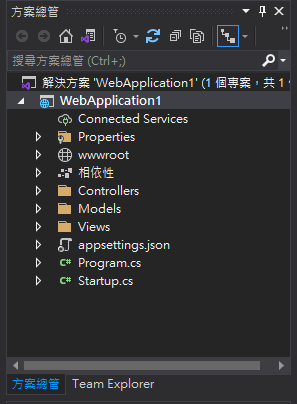 方案總管
搜尋方案總管 (Ctrl+;)
解決方案 'WebApplication1' (1 個專案，共 1
WebApplication1
Connected Services
Properties
wwwroot
相依性
Controllers
Models
Views
appsettings.json
C# Program.cs
C# Startup.cs
方案總管 Team Explorer